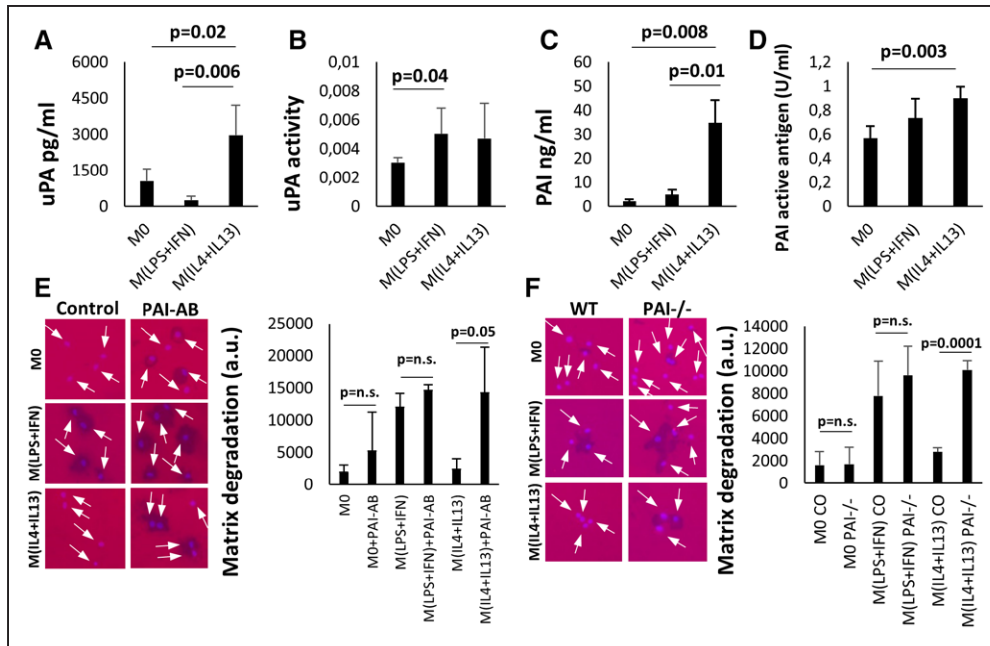 A
p=0.02
p=0.006
uPA pg/ml
6000
4500
3000
1500
0
M0
M(LPS+IFN)
M(IL4+IL13)
B
p=0.04
uPA activity
0,01
0,008
0,006
0,004
0,002
0
M0
M(LPS+IFN)
M(IL4+IL13)
C
p=0.008
p=0.01
PAI ng/ml
60
50
40
30
20
10
0
M0
M(LPS+IFN)
M(IL4+IL13)
D
p=0.003
PAI active antigen (U/ml)
1,2
1
0,8
0,6
0,4
0,2
0
M0
M(LPS+IFN)
M(IL4+IL13)
E
Control
PAI-AB
M0
M(LPS+IFN)
M(IL4+IL13)
Matrix degradation (a.u.)
25000
20000
15000
10000
5000
0
p=n.s.
p=n.s.
p=0.05
M0
M0+PAI-AB
M(LPS+IFN)
M(LPS+IFN)+PAI-AB
M(IL4+IL13)
M(IL4+IL13)+PAI-AB
F
WT
PAI-/-
M0
M(LPS+IFN)
M(IL4+IL13)
Matrix degradation (a.u.)
14000
12000
10000
8000
6000
4000
2000
0
p=n.s.
p=n.s.
p=0.0001
M0 CO
M0 PAI-/-
M(LPS+IFN) CO
M(LPS+IFN) PAI-/-
M(IL4+IL13) CO
M(IL4+IL13) PAI-/-